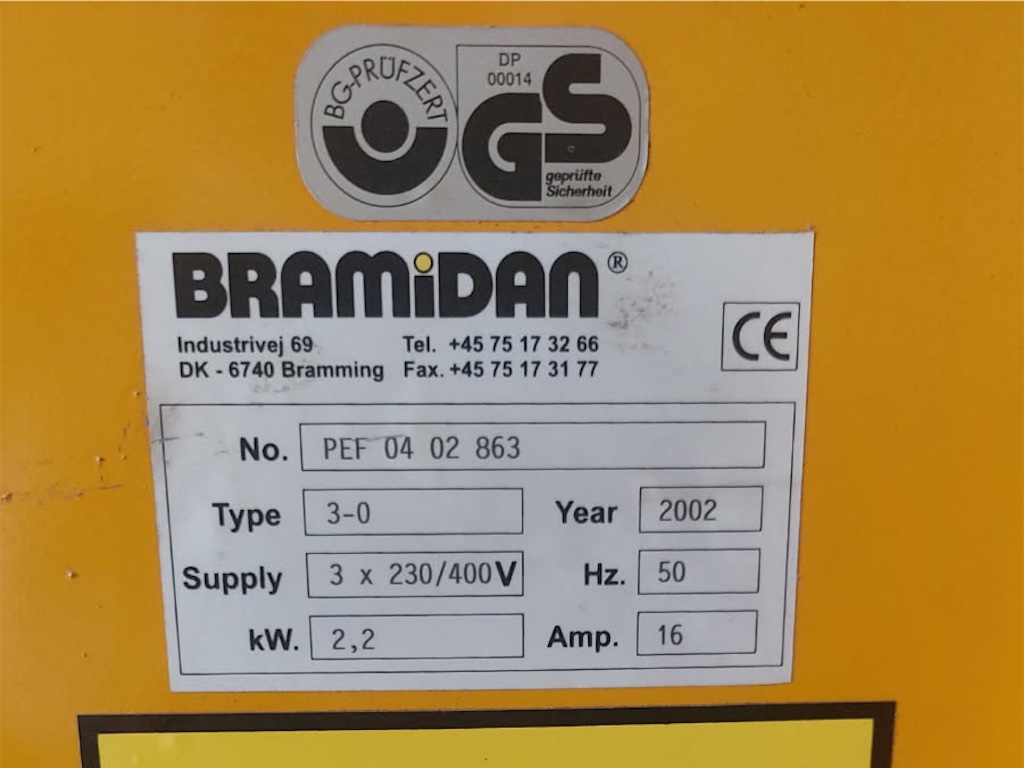 BG-PRÜFZERT
DP
00014
GS
geprüfte
Sicherheit
BRAMiDAN®
Industrivej 69 Tel. +45 75 17 32 66
DK - 6740 Bramming Fax. +45 75 17 31 77
CE
No. PEF 04 02 863
Type 3-0 Year 2002
Supply 3 x 230/400V Hz. 50
kW. 2,2 Amp. 16